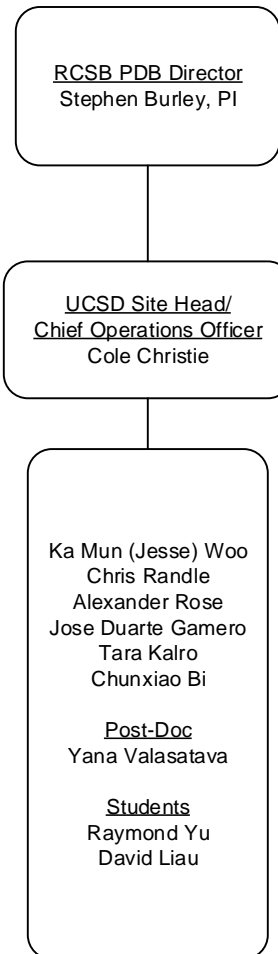 RCSB PDB Director
Stephen Burley, PI
UCSD Site Head/
Chief Operations Officer
Cole Christie
Ka Mun (Jesse) Woo
Chris Randle
Alexander Rose
Jose Duarte Gamero
Tara Kalro
Chunxiao Bi
Post-Doc
Yana Valasatava
Students
Raymond Yu
David Liau